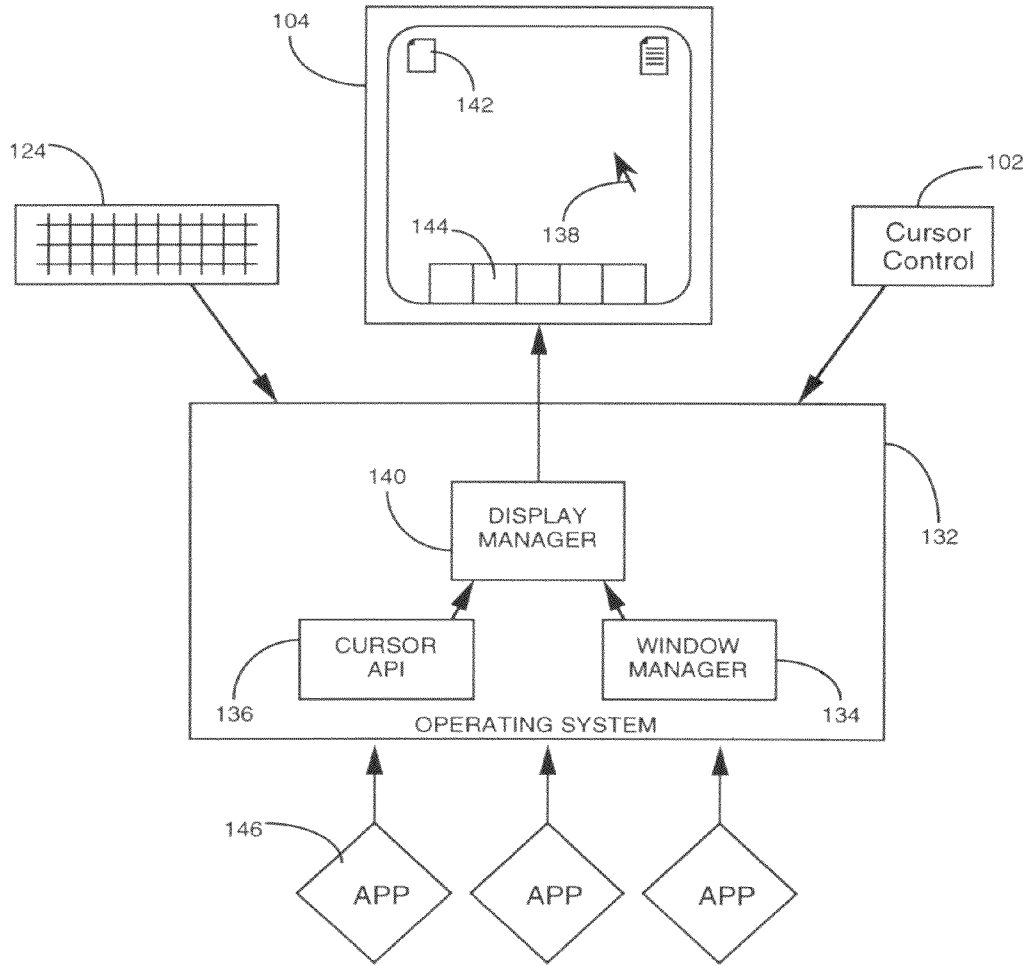 104
142
124
102
138
144
Cursor
Control
140
DISPLAY
MANAGER
132
CURSOR
API
WINDOW
MANAGER
136
134
OPERATING SYSTEM
146
APP
APP
APP